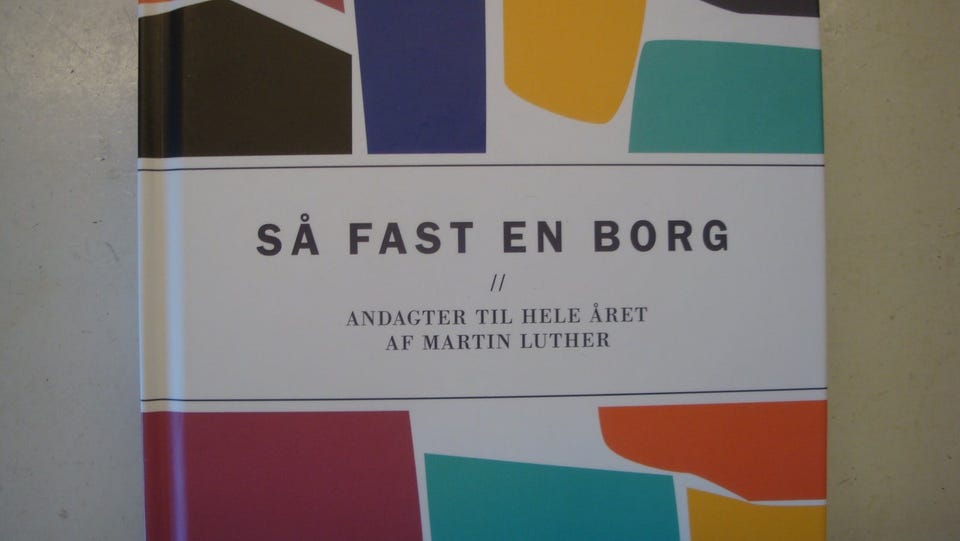 SÅ FAST EN BORG
//
ANDAGTER TIL HELE ÅRET
AF MARTIN LUTHER